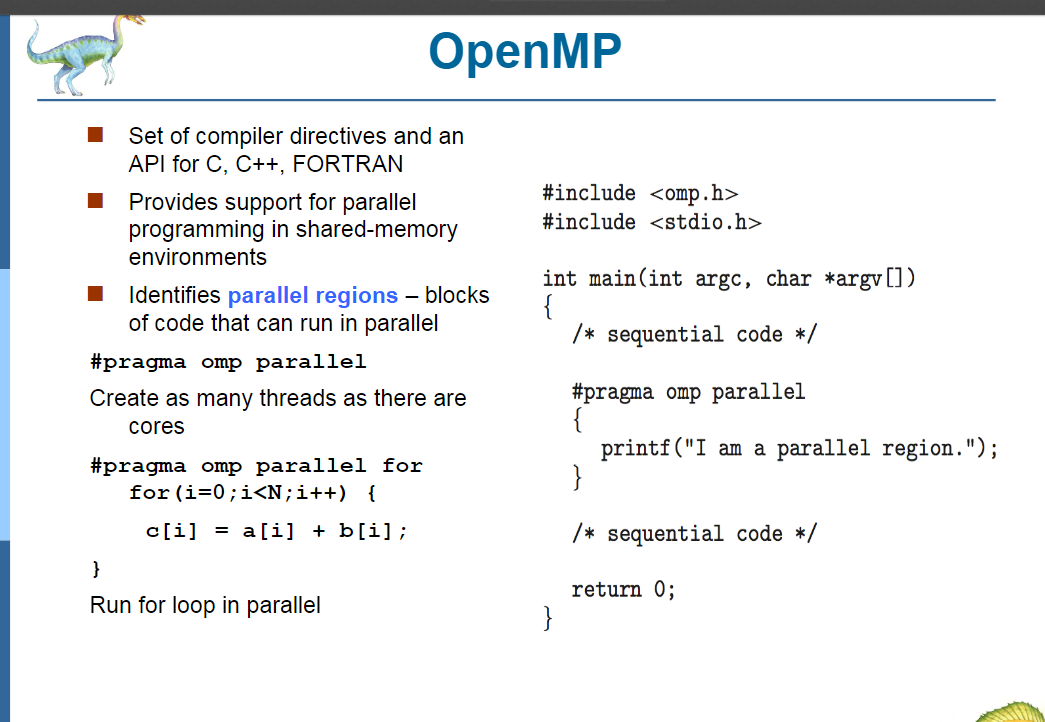 OpenMP
Set of compiler directives and an
API for C, C++, FORTRAN
Provides support for parallel
programming in shared-memory
environments
Identifies parallel regions – blocks
of code that can run in parallel
#pragma omp parallel
Create as many threads as there are
cores
#pragma omp parallel for
for(i=0;i<N;i++) {
c[i] = a[i] + b[i];
}
Run for loop in parallel
#include <omp.h>
#include <stdio.h>
int main(int argc, char *argv[])
{
/* sequential code */
#pragma omp parallel
{
printf("I am a parallel region.");
}
/* sequential code */
return 0;
}